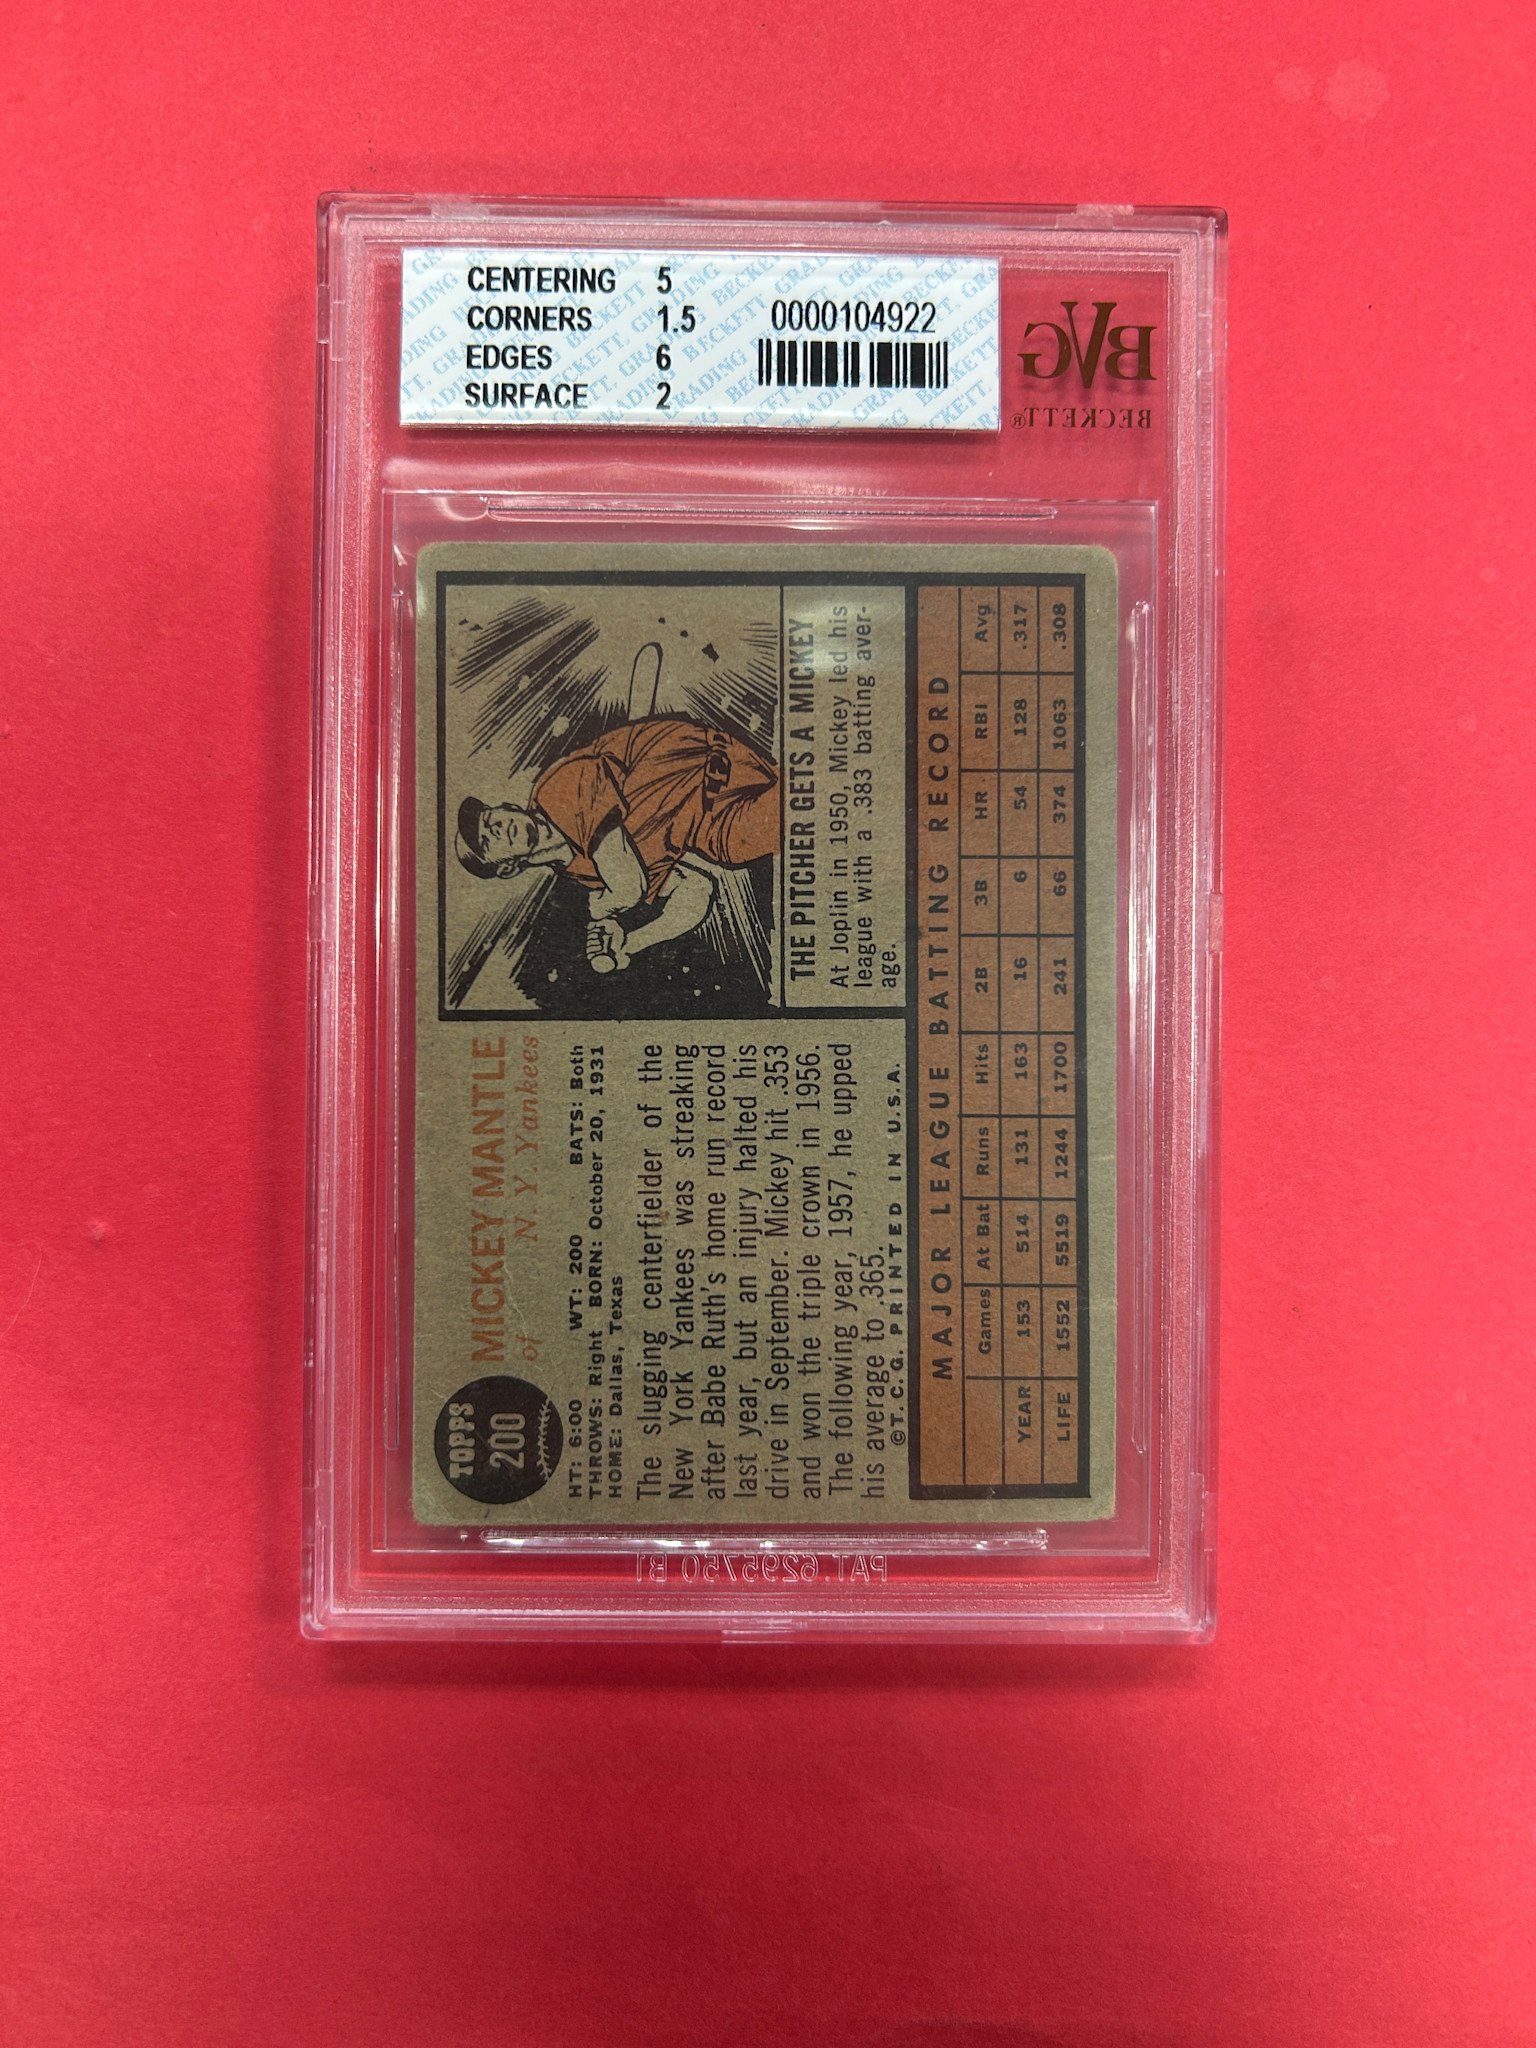 CENTERING 5
CORNERS 1.5
EDGES 6
SURFACE 2
0000104922
BVG
BECKETT®
TOPPS
200
MICKEY MANTLE
of N. Y. Yankees
HT: 6:00 WT: 200 BATS: Both
THROWS: Right BORN: October 20, 1931
HOME: Dallas, Texas
The slugging centerfielder of the
New York Yankees was streaking
after Babe Ruth's home run record
last year, but an injury halted his
drive in September. Mickey hit .353
and won the triple crown in 1956.
The following year, 1957, he upped
his average to .365.
©T.C.G. PRINTED IN U.S.A.
THE PITCHER GETS A MICKEY
At Joplin in 1950, Mickey led his
league with a .383 batting aver-
age.
MAJOR LEAGUE BATTING RECORD
Games At Bat Runs Hits 2B 3B HR RBI Avg
YEAR 153 514 131 163 16 6 54 128 .317
LIFE 1552 5519 1244 1700 241 66 374 1063 .308
PAT.6295750 B1